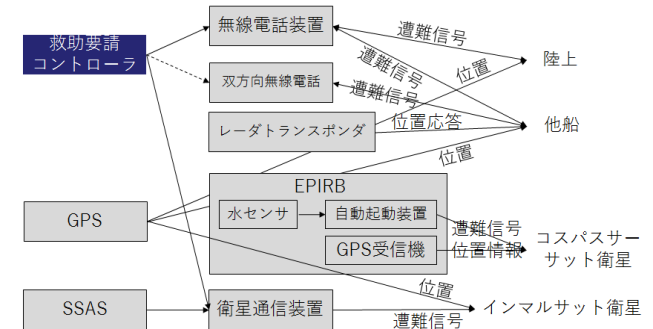 無線電話装置
遭難信号
救助要請
コントローラ
陸上
遭難信号
位置
双方向無線電話
遭難信号
レーダトランスポンダ
位置応答
他船
位置
EPIRB
水センサ
自動起動装置
GPS
遭難信号
GPS受信機
位置情報
コスパスサー
サット衛星
位置
SSAS
衛星通信装置
インマルサット衛星
遭難信号